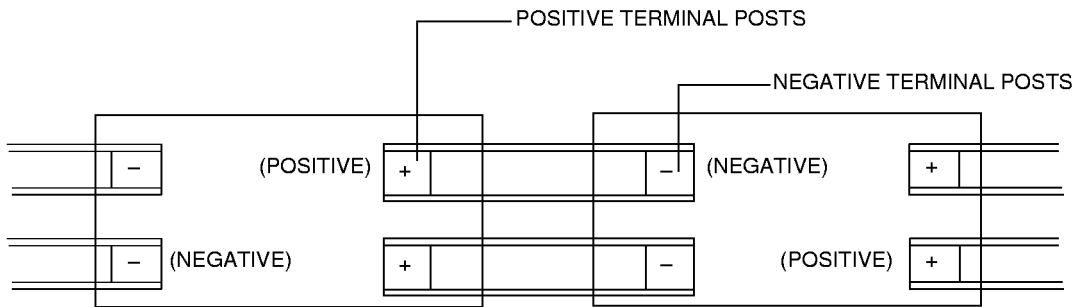 POSITIVE TERMINAL POSTS
NEGATIVE TERMINAL POSTS
− (POSITIVE) + − (NEGATIVE) +
− (NEGATIVE) + − (POSITIVE) +